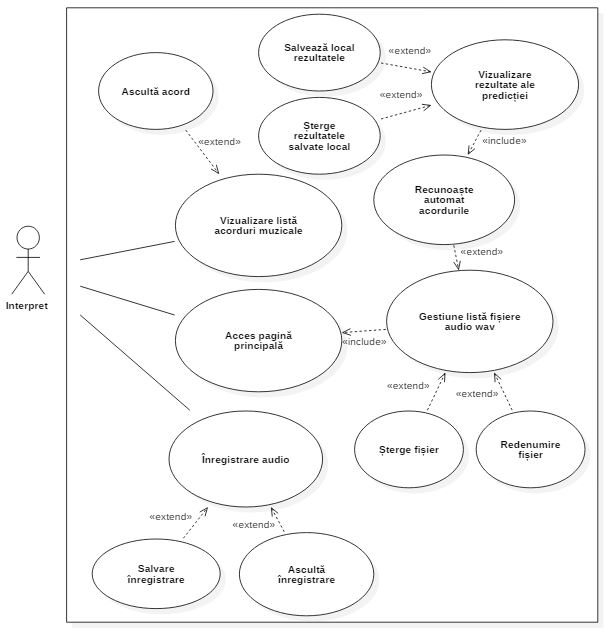 Salvează local
rezultatele
«extend»
Vizualizare
rezultate ale
predicției
Ascultă acord
«extend»
Șterge
rezultatele
salvate local
«extend»
«include»
Recunoaște
automat
acordurile
Vizualizare listă
acorduri muzicale
«extend»
Interpret
Gestiune listă fișiere
audio wav
Acces pagină
principală
«include»
«extend»
«extend»
Șterge fișier
Redenumire
fișier
Înregistrare audio
«extend»
«extend»
Salvare
înregistrare
Ascultă
înregistrare